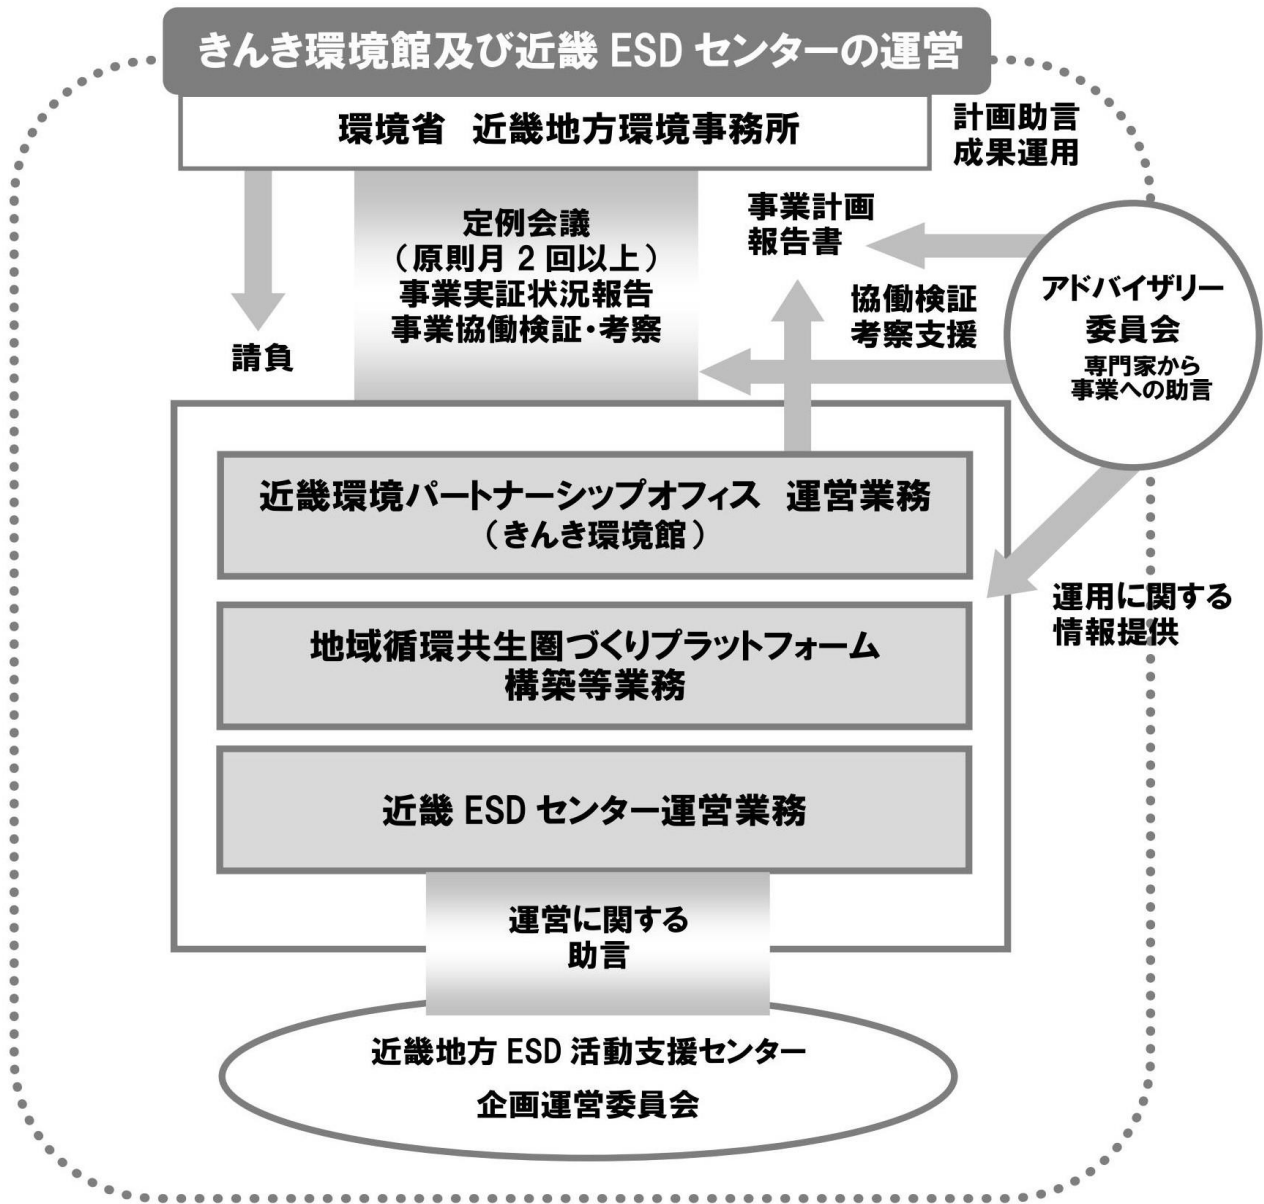 きんき環境館及び近畿 ESD センターの運営
環境省 近畿地方環境事務所
計画助言
成果運用
定例会議
（原則月 2 回以上）
事業実証状況報告
事業協働検証・考察
請負
事業計画
報告書
協働検証
考察支援
アドバイザリー
委員会
専門家から
事業への助言
近畿環境パートナーシップオフィス 運営業務
（きんき環境館）
地域循環共生圏づくりプラットフォーム
構築等業務
近畿 ESD センター運営業務
運用に関する
情報提供
運営に関する
助言
近畿地方 ESD 活動支援センター
企画運営委員会